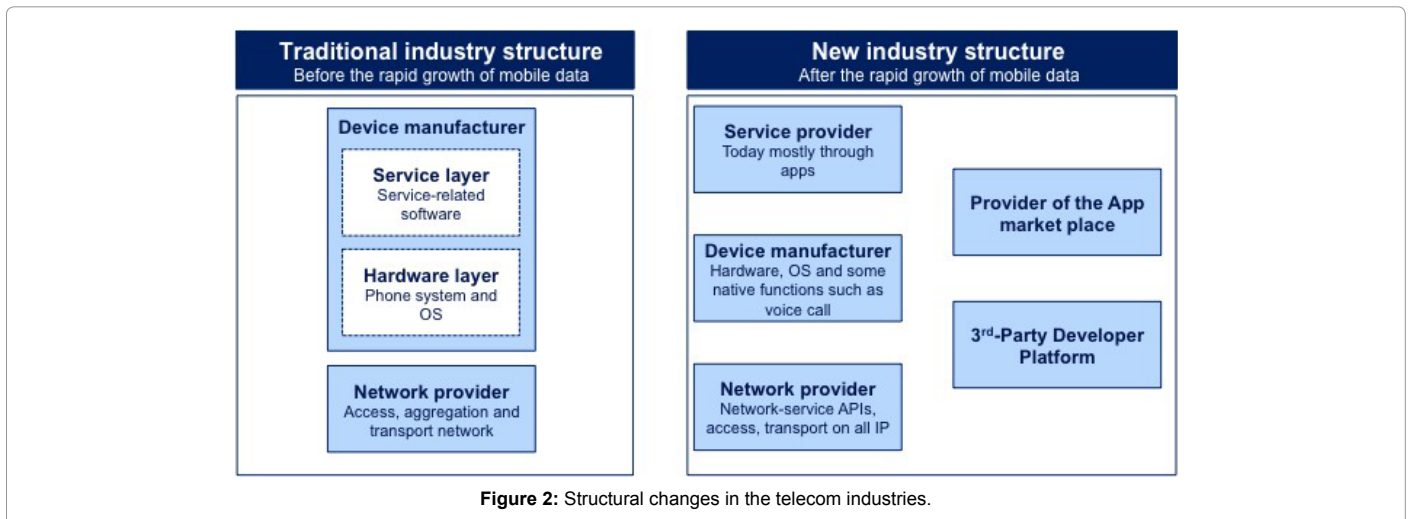 Traditional industry structure
Before the rapid growth of mobile data
Device manufacturer
Service layer
Service-related
software
Hardware layer
Phone system and
OS
Network provider
Access, aggregation and
transport network
New industry structure
After the rapid growth of mobile data
Service provider
Today mostly through
apps
Device manufacturer
Hardware, OS and some
native functions such as
voice call
Network provider
Network-service APIs,
access, transport on all IP
Provider of the App
market place
3rd-Party Developer
Platform
Figure 2: Structural changes in the telecom industries.